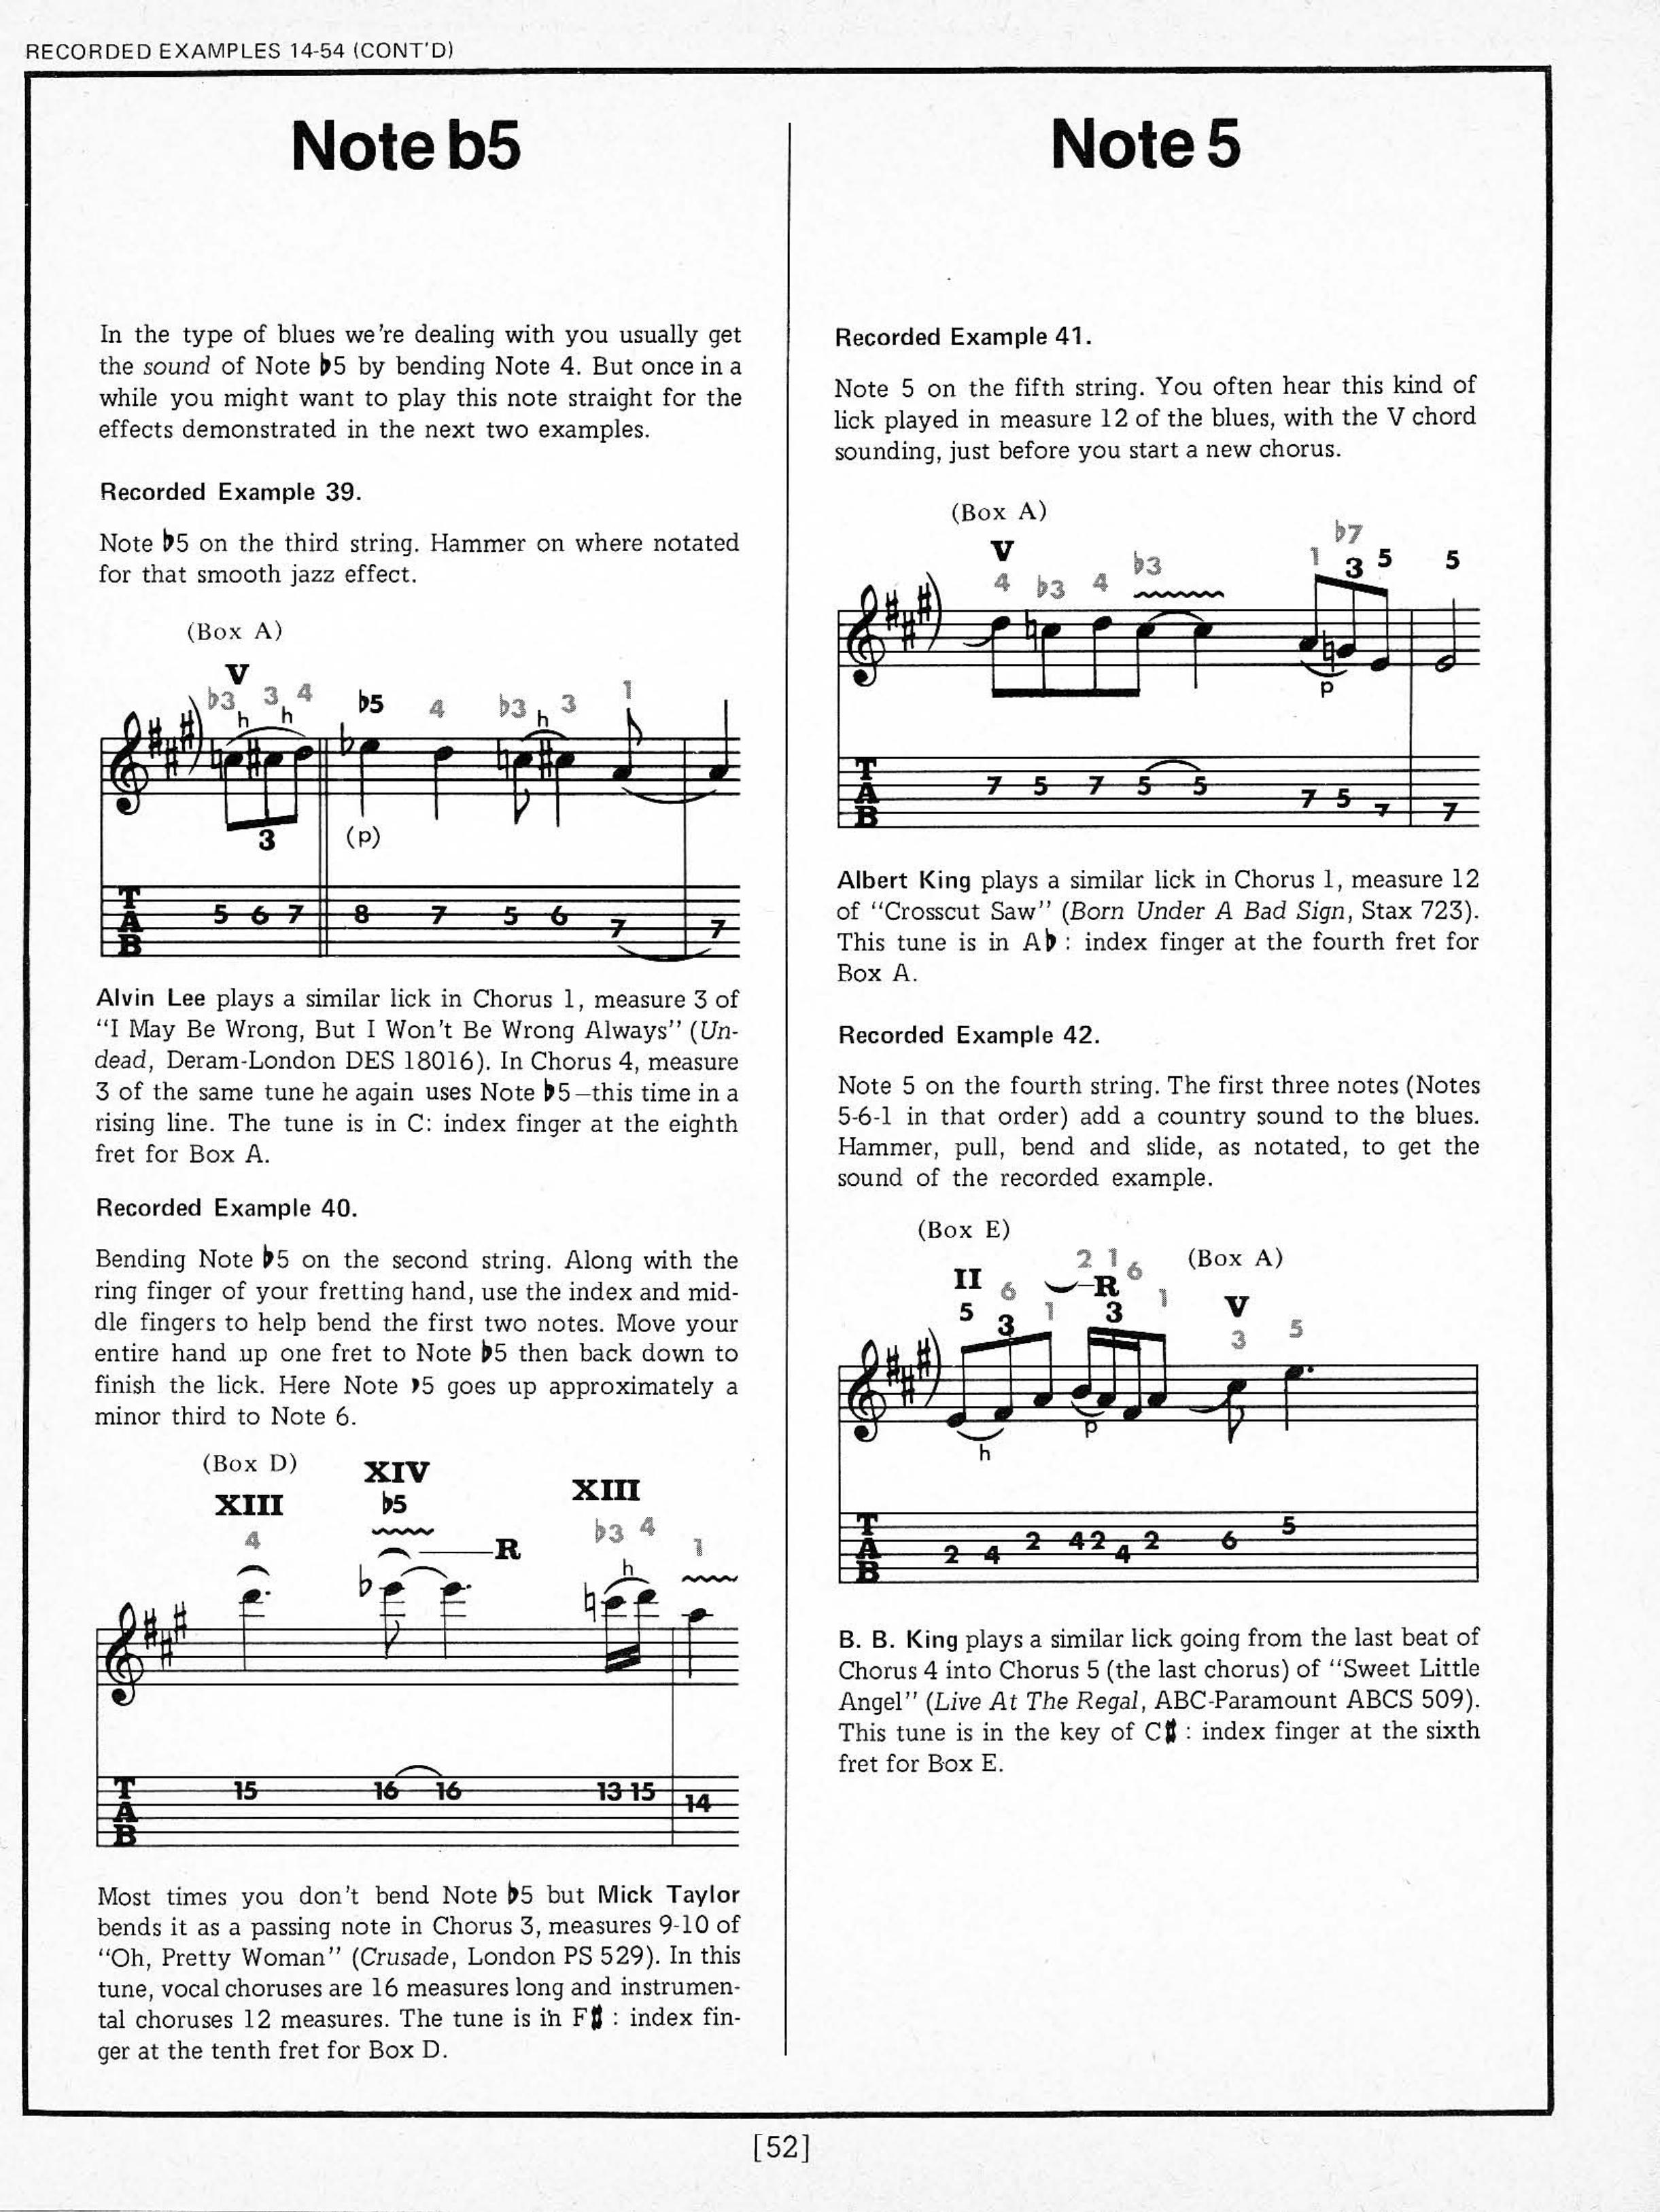 RECORDED EXAMPLES 14-54 (CONT'D)
Note b5
In the type of blues we're dealing with you usually get
the sound of Note ♭5 by bending Note 4. But once in a
while you might want to play this note straight for the
effects demonstrated in the next two examples.
Recorded Example 39.
Note ♭5 on the third string. Hammer on where notated
for that smooth jazz effect.
(Box A)
V
♭3 3 4 ♭5 4 ♭3 3 1
h h h
3 (p)
T
A
B
5 6 7 8 7 5 6 7 7
Alvin Lee plays a similar lick in Chorus 1, measure 3 of
"I May Be Wrong, But I Won't Be Wrong Always" (Un-
dead, Deram-London DES 18016). In Chorus 4, measure
3 of the same tune he again uses Note ♭5—this time in a
rising line. The tune is in C: index finger at the eighth
fret for Box A.
Recorded Example 40.
Bending Note ♭5 on the second string. Along with the
ring finger of your fretting hand, use the index and mid-
dle fingers to help bend the first two notes. Move your
entire hand up one fret to Note ♭5 then back down to
finish the lick. Here Note ♭5 goes up approximately a
minor third to Note 6.
(Box D)
XIII XIV XIII
4 ♭5 R ♭3 4 1
h
T
A
B
15 16 16 13 15 14
Most times you don't bend Note ♭5 but Mick Taylor
bends it as a passing note in Chorus 3, measures 9-10 of
"Oh, Pretty Woman" (Crusade, London PS 529). In this
tune, vocal choruses are 16 measures long and instrumen-
tal choruses 12 measures. The tune is in F♯ : index fin-
ger at the tenth fret for Box D.
Note 5
Recorded Example 41.
Note 5 on the fifth string. You often hear this kind of
lick played in measure 12 of the blues, with the V chord
sounding, just before you start a new chorus.
(Box A)
V
4 ♭3 4 ♭3 1 ♭7 5 5
3
p
T
A
B
7 5 7 5 5 7 5 7 7
Albert King plays a similar lick in Chorus 1, measure 12
of "Crosscut Saw" (Born Under A Bad Sign, Stax 723).
This tune is in A♭ : index finger at the fourth fret for
Box A.
Recorded Example 42.
Note 5 on the fourth string. The first three notes (Notes
5-6-1 in that order) add a country sound to the blues.
Hammer, pull, bend and slide, as notated, to get the
sound of the recorded example.
(Box E) (Box A)
II R V
5 6 1 2 1 6 1 3 5
3 3
h p
T
A
B
2 4 2 4 2 4 2 6 5
B. B. King plays a similar lick going from the last beat of
Chorus 4 into Chorus 5 (the last chorus) of "Sweet Little
Angel" (Live At The Regal, ABC-Paramount ABCS 509).
This tune is in the key of C♯ : index finger at the sixth
fret for Box E.
[52]